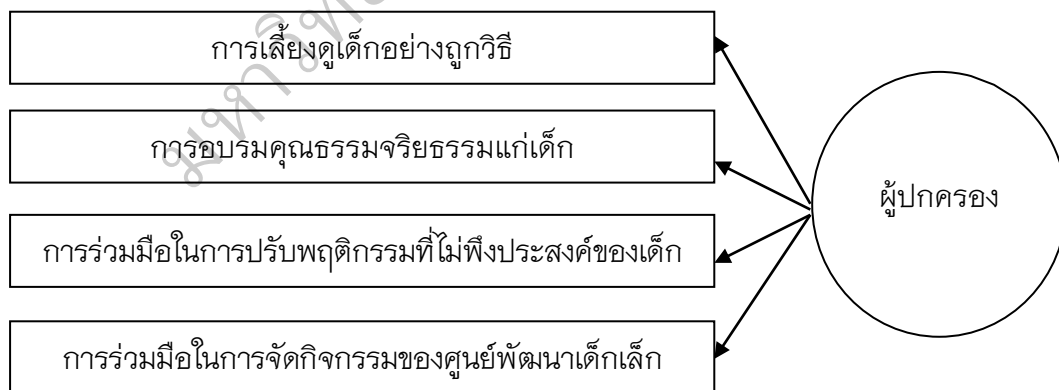 การเลี้ยงดูเด็กอย่างถูกวิธี
การอบรมคุณธรรมจริยธรรมแก่เด็ก
ผู้ปกครอง
การร่วมมือในการปรับพฤติกรรมที่ไม่พึงประสงค์ของเด็ก
การร่วมมือในการจัดกิจกรรมของศูนย์พัฒนาเด็กเล็ก